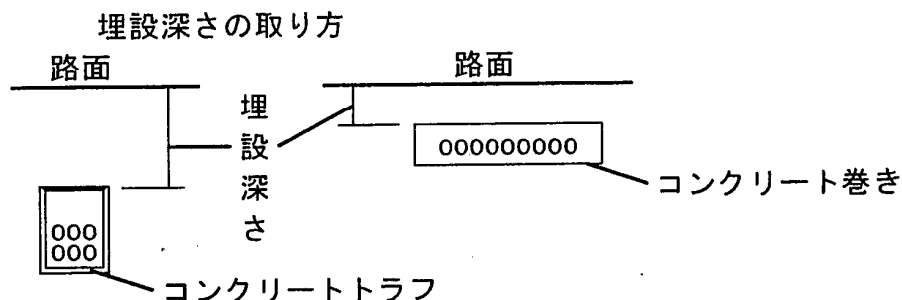 埋設深さの取り方
路面
路面
埋設深さ
000000000
コンクリート巻き
000
000
コンクリートトラフ